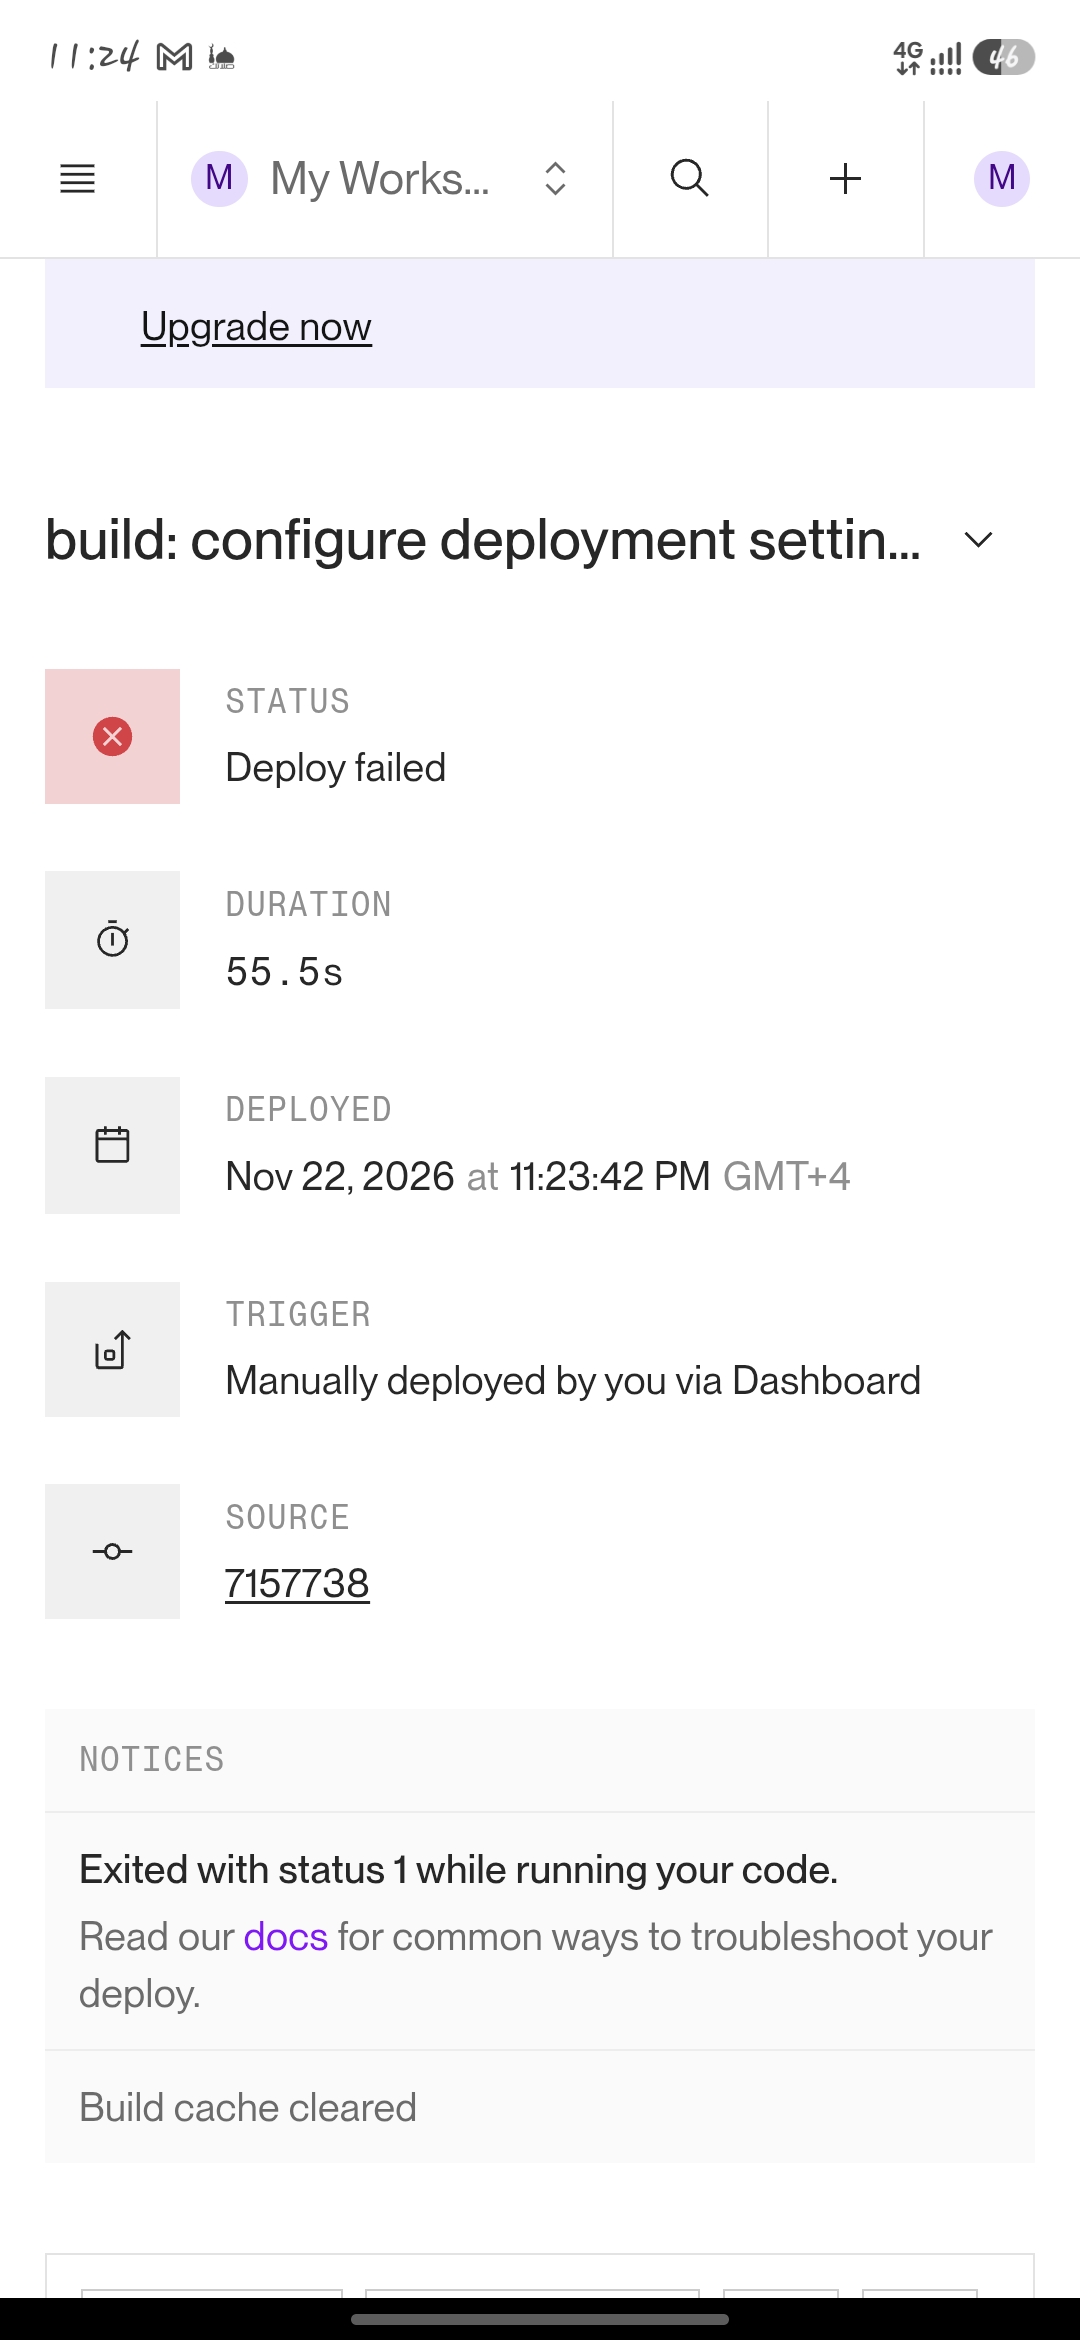 11:24 4G 46
M My Works... M
Upgrade now
build: configure deployment settin...
STATUS
Deploy failed
DURATION
55.5s
DEPLOYED
Nov 22, 2026 at 11:23:42 PM GMT+4
TRIGGER
Manually deployed by you via Dashboard
SOURCE
7157738
NOTICES
Exited with status 1 while running your code.
Read our docs for common ways to troubleshoot your
deploy.
Build cache cleared